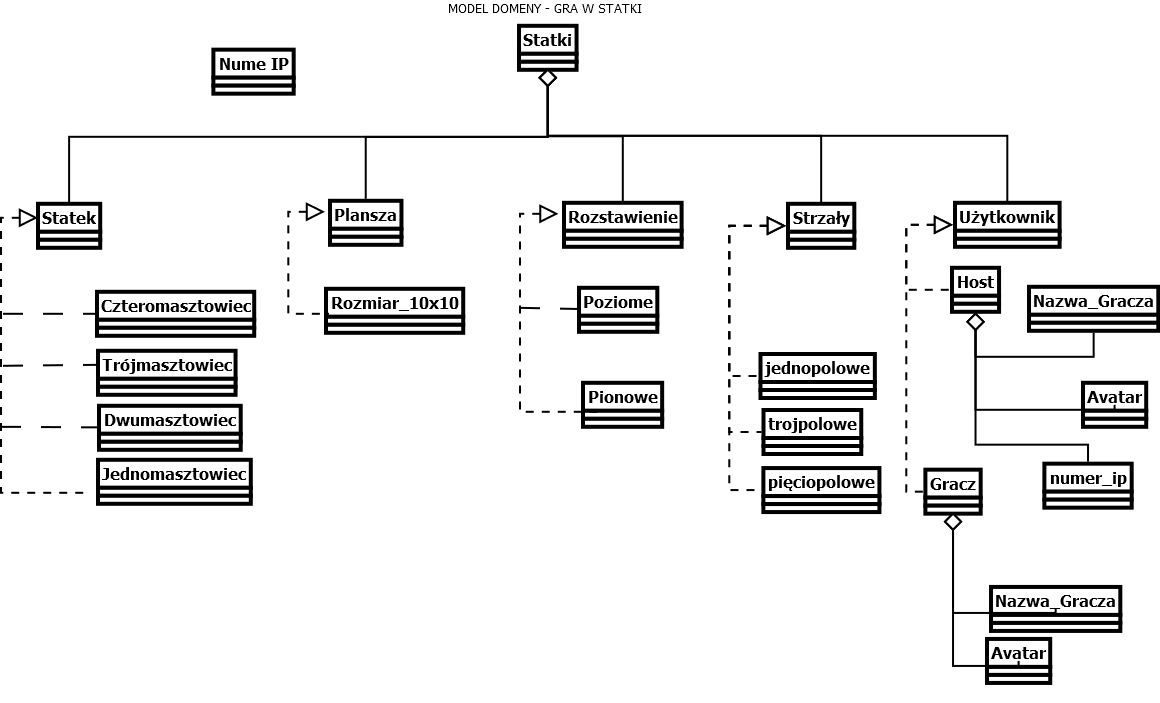 MODEL DOMENY - GRA W STATKI
Statki
Nume IP
Statek
Plansza
Rozstawienie
Strzały
Użytkownik
Czteromasztowiec
Trójmasztowiec
Dwumasztowiec
Jednomasztowiec
Rozmiar_10x10
Poziome
Pionowe
jednopolowe
trojpolowe
pięciopolowe
Host
Nazwa_Gracza
Avatar
numer_ip
Gracz
Nazwa_Gracza
Avatar